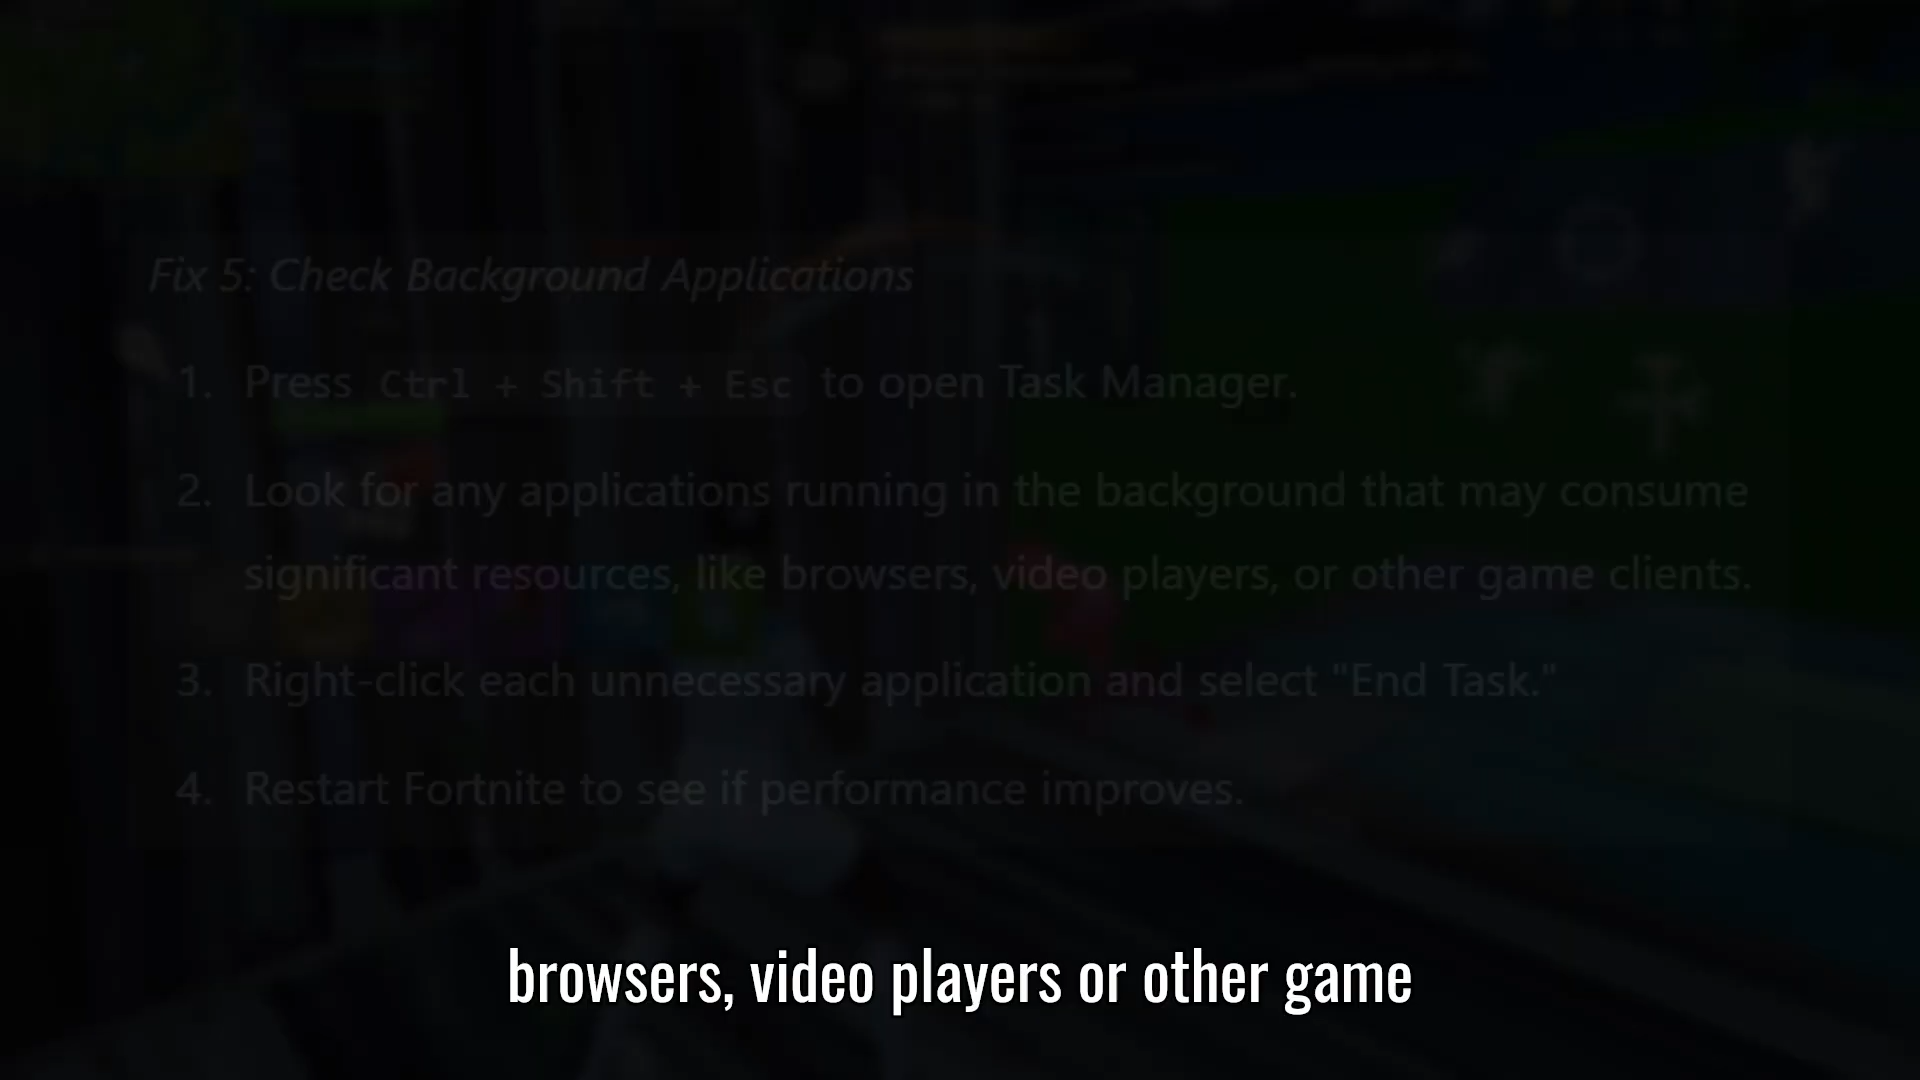 Fix 5: Check Background Applications
1. Press Ctrl + Shift + Esc to open Task Manager.
2. Look for any applications running in the background that may consume
significant resources, like browsers, video players, or other game clients.
3. Right-click each unnecessary application and select "End Task."
4. Restart Fortnite to see if performance improves.
browsers, video players or other game